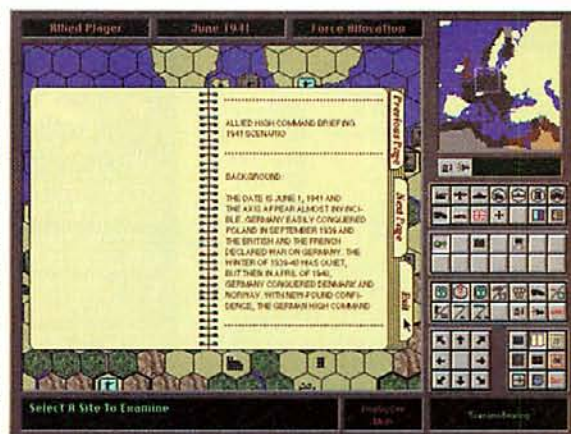 Allied Player
June 1941
Force Allocation
ALLIED HIGH COMMAND BRIEFING
1941 SCENARIO
BACKGROUND:
THE DATE IS JUNE 1, 1941 AND
THE AXIS APPEAR ALMOST INVINCI-
BLE. GERMANY EASILY CONQUERED
POLAND IN SEPTEMBER 1939 AND
THE BRITISH AND THE FRENCH
DECLARED WAR ON GERMANY. THE
WINTER OF 1939-40 WAS QUIET,
BUT THEN IN APRIL OF 1940,
GERMANY CONQUERED DENMARK AND
NORWAY. WITH NEW-FOUND CONFI-
DENCE, THE GERMAN HIGH COMMAND
Previous Page
Next Page
Exit
Select A Site To Examine